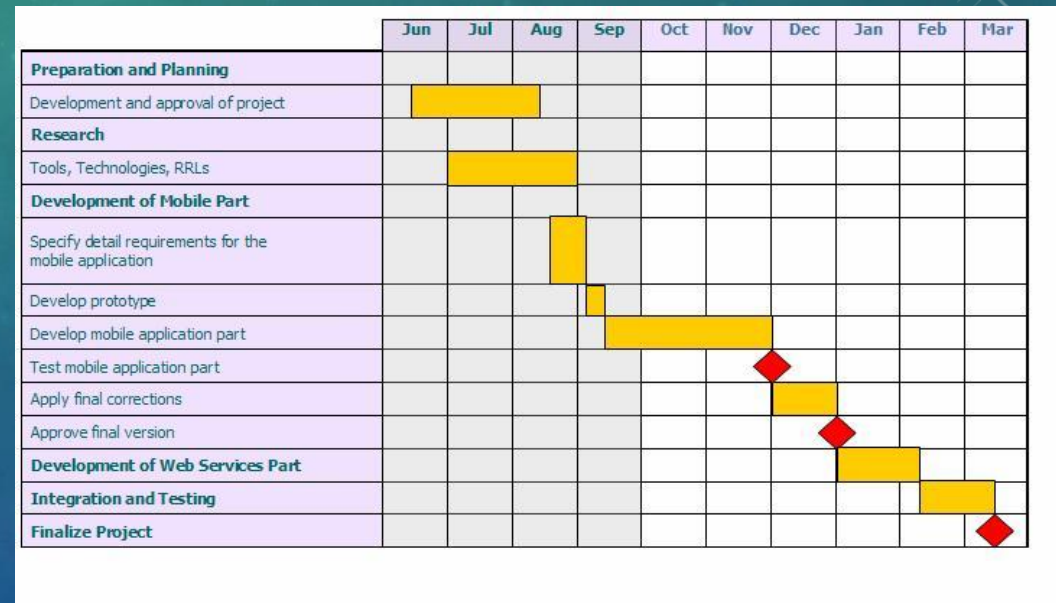 Jun Jul Aug Sep Oct Nov Dec Jan Feb Mar
Preparation and Planning
Development and approval of project
Research
Tools, Technologies, RRLs
Development of Mobile Part
Specify detail requirements for the
mobile application
Develop prototype
Develop mobile application part
Test mobile application part
Apply final corrections
Approve final version
Development of Web Services Part
Integration and Testing
Finalize Project